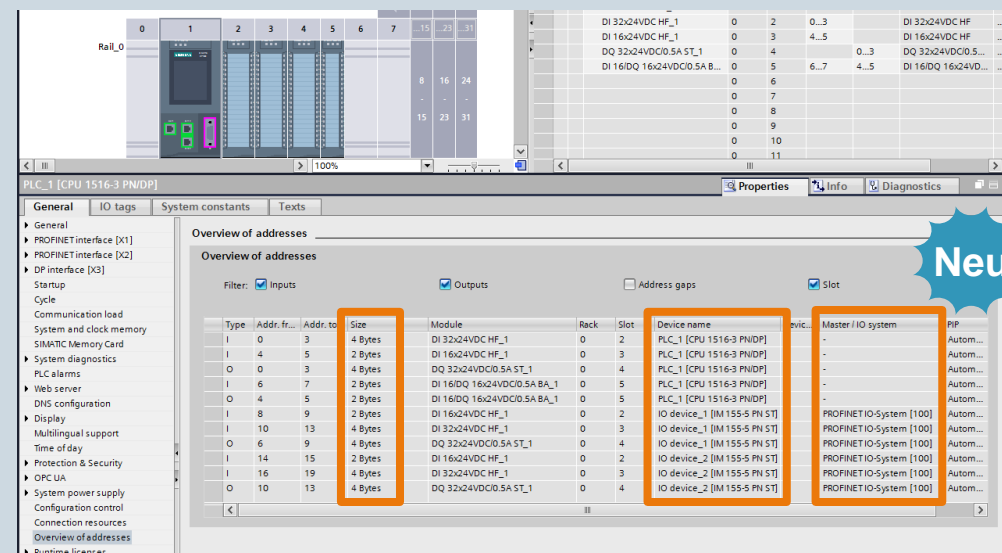 0 1 2 3 4 5 6 7 ...15 ...23 ...31
Rail_0
8 16 24
- - -
15 23 31
DI 32x24VDC HF_1 0 2 0...3 DI 32x24VDC HF ...
DI 16x24VDC HF_1 0 3 4...5 DI 16x24VDC HF ...
DQ 32x24VDC/0.5A ST_1 0 4 0...3 DQ 32x24VDC/0.5... ...
DI 16/DQ 16x24VDC/0.5A B... 0 5 6...7 4...5 DI 16/DQ 16x24VD... ...
0 6
0 7
0 8
0 9
0 10
0 11
100%
PLC_1 [CPU 1516-3 PN/DP]
Properties Info Diagnostics
General IO tags System constants Texts
General
PROFINET interface [X1]
PROFINET interface [X2]
DP interface [X3]
Startup
Cycle
Communication load
System and clock memory
SIMATIC Memory Card
System diagnostics
PLC alarms
Web server
DNS configuration
Display
Multilingual support
Time of day
Protection & Security
OPC UA
System power supply
Configuration control
Connection resources
Overview of addresses
Runtime licenses
Overview of addresses
Overview of addresses
Neu
Filter: Inputs Outputs Address gaps Slot
Type Addr. fr... Addr. to Size Module Rack Slot Device name Devic... Master / IO system PIP
I 0 3 4 Bytes DI 32x24VDC HF_1 0 2 PLC_1 [CPU 1516-3 PN/DP] - Autom...
I 4 5 2 Bytes DI 16x24VDC HF_1 0 3 PLC_1 [CPU 1516-3 PN/DP] - Autom...
O 0 3 4 Bytes DQ 32x24VDC/0.5A ST_1 0 4 PLC_1 [CPU 1516-3 PN/DP] - Autom...
I 6 7 2 Bytes DI 16/DQ 16x24VDC/0.5A BA_1 0 5 PLC_1 [CPU 1516-3 PN/DP] - Autom...
O 4 5 2 Bytes DI 16/DQ 16x24VDC/0.5A BA_1 0 5 PLC_1 [CPU 1516-3 PN/DP] - Autom...
I 8 9 2 Bytes DI 16x24VDC HF_1 0 2 IO device_1 [IM 155-5 PN ST] PROFINET IO-System [100] Autom...
I 10 13 4 Bytes DI 32x24VDC HF_1 0 3 IO device_1 [IM 155-5 PN ST] PROFINET IO-System [100] Autom...
O 6 9 4 Bytes DQ 32x24VDC/0.5A ST_1 0 4 IO device_1 [IM 155-5 PN ST] PROFINET IO-System [100] Autom...
I 14 15 2 Bytes DI 16x24VDC HF_1 0 2 IO device_2 [IM 155-5 PN ST] PROFINET IO-System [100] Autom...
I 16 19 4 Bytes DI 32x24VDC HF_1 0 3 IO device_2 [IM 155-5 PN ST] PROFINET IO-System [100] Autom...
O 10 13 4 Bytes DQ 32x24VDC/0.5A ST_1 0 4 IO device_2 [IM 155-5 PN ST] PROFINET IO-System [100] Autom...